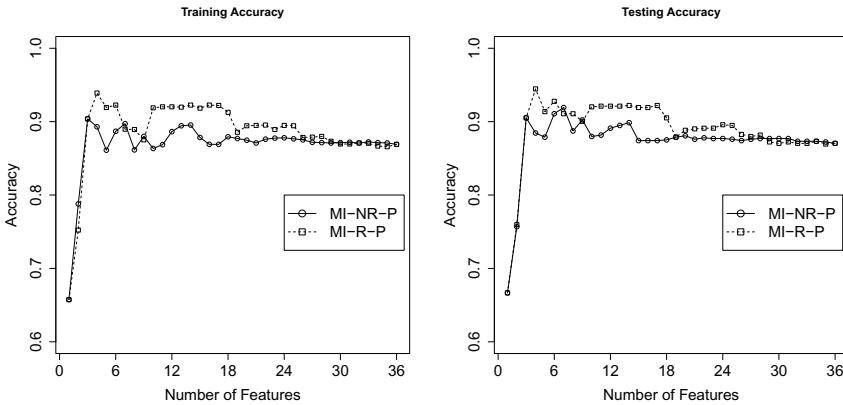 Training Accuracy
Accuracy
1.0
0.9
0.8
0.7
0.6
MI−NR−P
MI−R−P
0 6 12 18 24 30 36
Number of Features
Testing Accuracy
Accuracy
1.0
0.9
0.8
0.7
0.6
MI−NR−P
MI−R−P
0 6 12 18 24 30 36
Number of Features